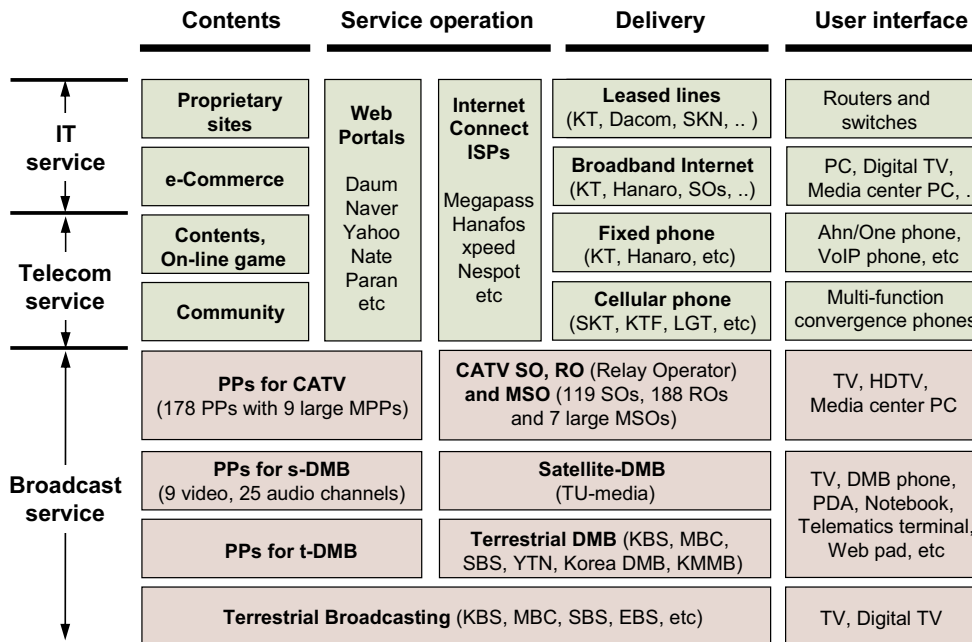 Contents
Service operation
Delivery
User interface
IT
service
Telecom
service
Broadcast
service
Proprietary
sites
e-Commerce
Contents,
On-line game
Community
Web
Portals
Daum
Naver
Yahoo
Nate
Paran
etc
Internet
Connect
ISPs
Megapass
Hanafos
xpeed
Nespot
etc
Leased lines
(KT, Dacom, SKN, .. )
Broadband Internet
(KT, Hanaro, SOs, ..)
Fixed phone
(KT, Hanaro, etc)
Cellular phone
(SKT, KTF, LGT, etc)
Routers and
switches
PC, Digital TV,
Media center PC, .
Ahn/One phone,
VoIP phone, etc
Multi-function
convergence phones
PPs for CATV
(178 PPs with 9 large MPPs)
CATV SO, RO (Relay Operator)
and MSO (119 SOs, 188 ROs
and 7 large MSOs)
TV, HDTV,
Media center PC
PPs for s-DMB
(9 video, 25 audio channels)
Satellite-DMB
(TU-media)
PPs for t-DMB
Terrestrial DMB (KBS, MBC,
SBS, YTN, Korea DMB, KMMB)
TV, DMB phone,
PDA, Notebook,
Telematics terminal,
Web pad, etc
Terrestrial Broadcasting (KBS, MBC, SBS, EBS, etc)
TV, Digital TV